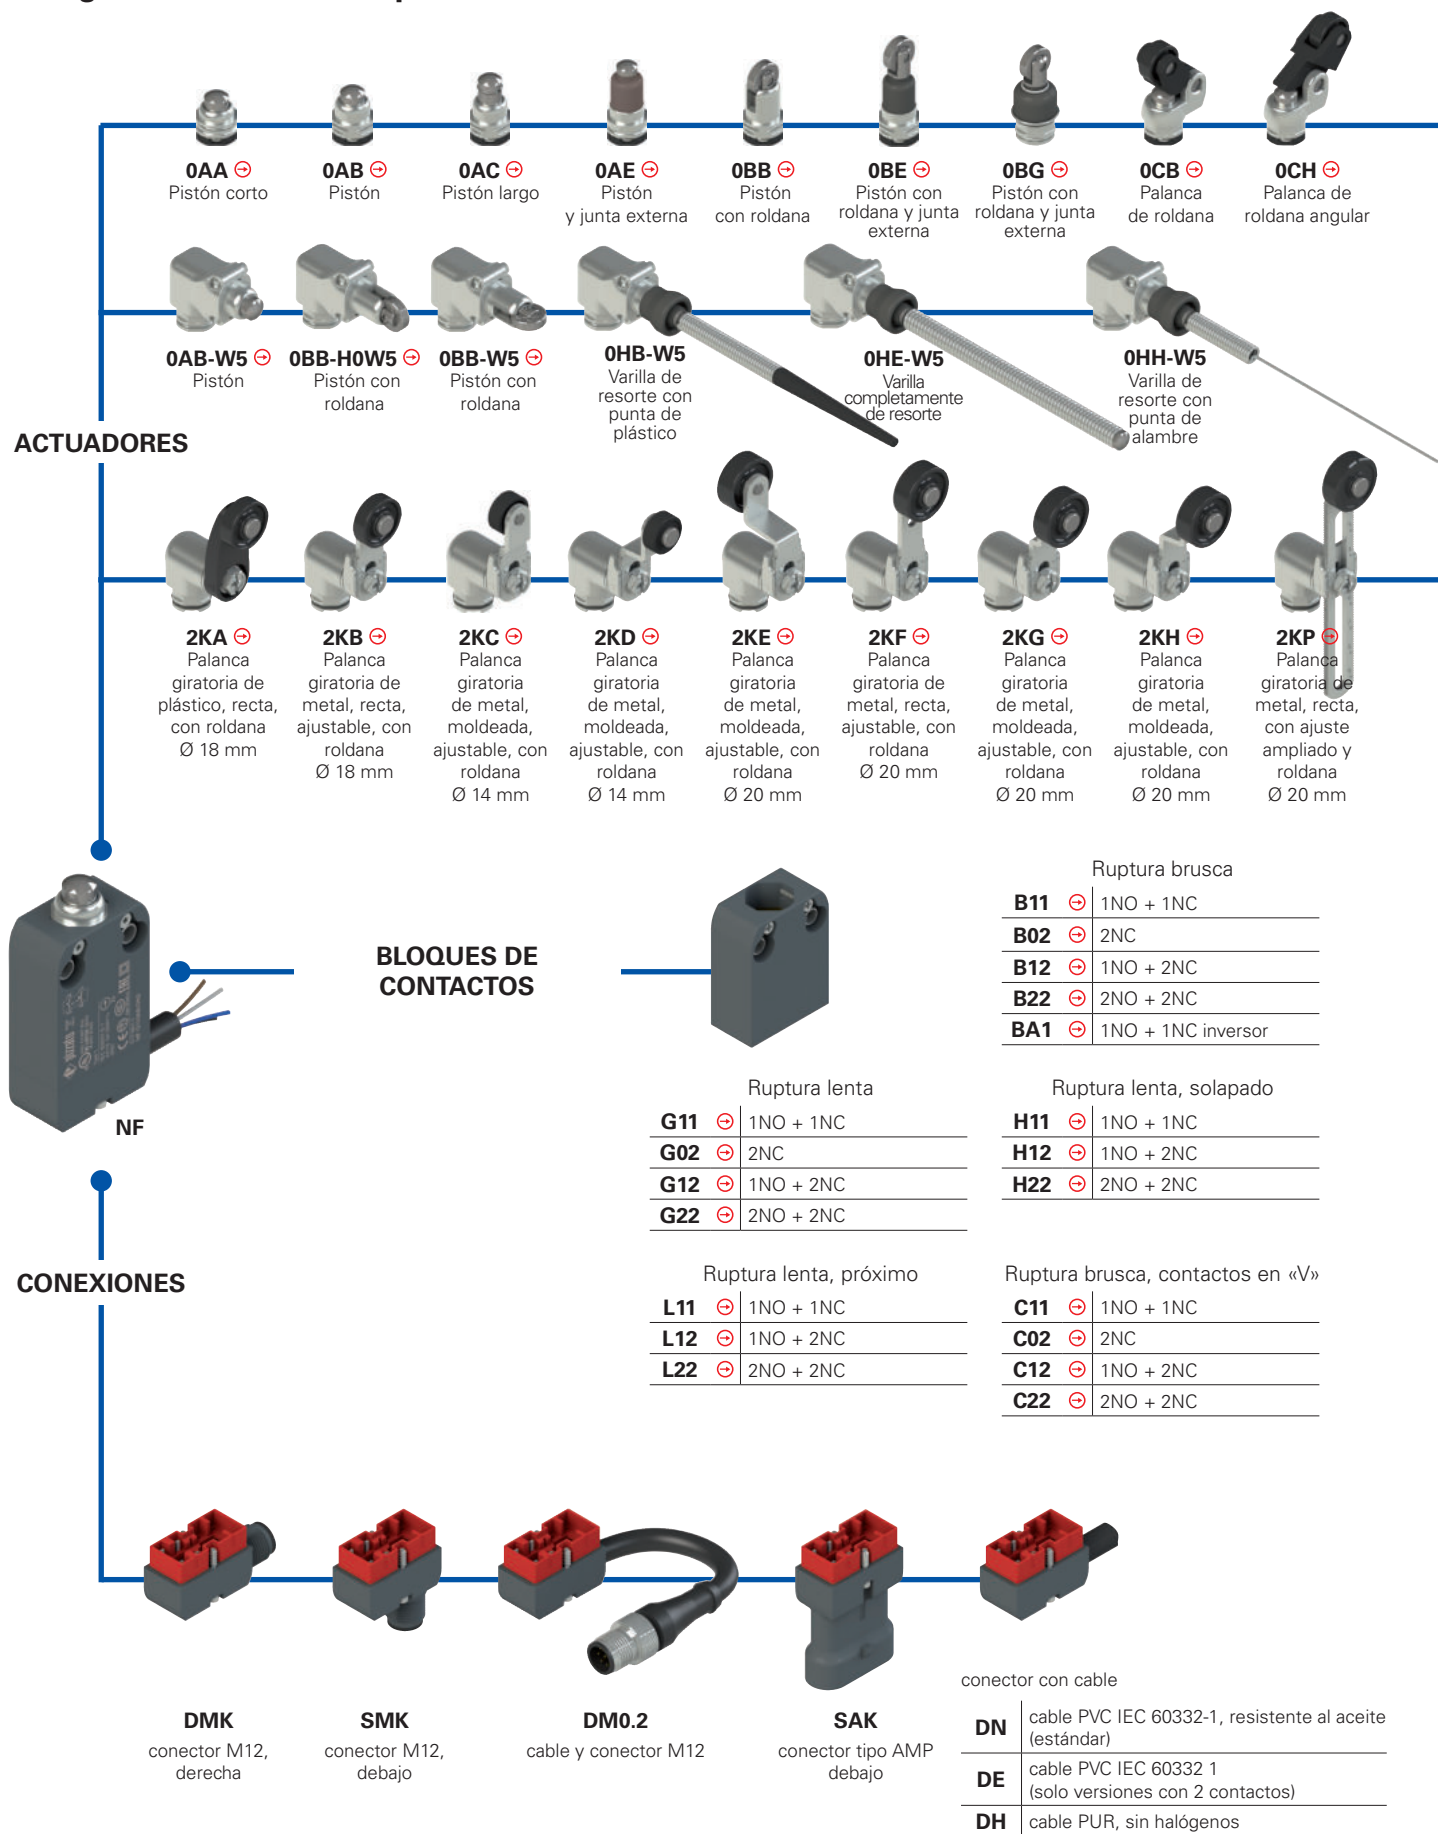 0AA
Pistón corto
0AB
Pistón
0AC
Pistón largo
0AE
Pistón
y junta externa
0BB
Pistón
con roldana
0BE
Pistón con
roldana y junta
externa
0BG
Pistón con
roldana y junta
externa
0CB
Palanca
de roldana
0CH
Palanca de
roldana angular
0AB-W5
Pistón
0BB-H0W5
Pistón con
roldana
0BB-W5
Pistón con
roldana
0HB-W5
Varilla de
resorte con
punta de
plástico
0HE-W5
Varilla
completamente
de resorte
0HH-W5
Varilla de
resorte con
punta de
alambre
ACTUADORES
2KA
Palanca
giratoria de
plástico, recta,
con roldana
Ø 18 mm
2KB
Palanca
giratoria de
metal, recta,
ajustable, con
roldana
Ø 18 mm
2KC
Palanca
giratoria
de metal,
moldeada,
ajustable, con
roldana
Ø 14 mm
2KD
Palanca
giratoria
de metal,
moldeada,
ajustable, con
roldana
Ø 14 mm
2KE
Palanca
giratoria
de metal,
moldeada,
ajustable, con
roldana
Ø 20 mm
2KF
Palanca
giratoria de
metal, recta,
ajustable, con
roldana
Ø 20 mm
2KG
Palanca
giratoria
de metal,
moldeada,
ajustable, con
roldana
Ø 20 mm
2KH
Palanca
giratoria
de metal,
moldeada,
ajustable, con
roldana
Ø 20 mm
2KP
Palanca
giratoria de
metal, recta,
con ajuste
ampliado y
roldana
Ø 20 mm
NF
BLOQUES DE
CONTACTOS
Ruptura brusca
B11 1NO + 1NC
B02 2NC
B12 1NO + 2NC
B22 2NO + 2NC
BA1 1NO + 1NC inversor
Ruptura lenta
G11 1NO + 1NC
G02 2NC
G12 1NO + 2NC
G22 2NO + 2NC
Ruptura lenta, solapado
H11 1NO + 1NC
H12 1NO + 2NC
H22 2NO + 2NC
Ruptura lenta, próximo
L11 1NO + 1NC
L12 1NO + 2NC
L22 2NO + 2NC
Ruptura brusca, contactos en «V»
C11 1NO + 1NC
C02 2NC
C12 1NO + 2NC
C22 2NO + 2NC
CONEXIONES
DMK
conector M12,
derecha
SMK
conector M12,
debajo
DM0.2
cable y conector M12
SAK
conector tipo AMP
debajo
conector con cable
DN cable PVC IEC 60332-1, resistente al aceite
(estándar)
DE cable PVC IEC 60332 1
(solo versiones con 2 contactos)
DH cable PUR, sin halógenos